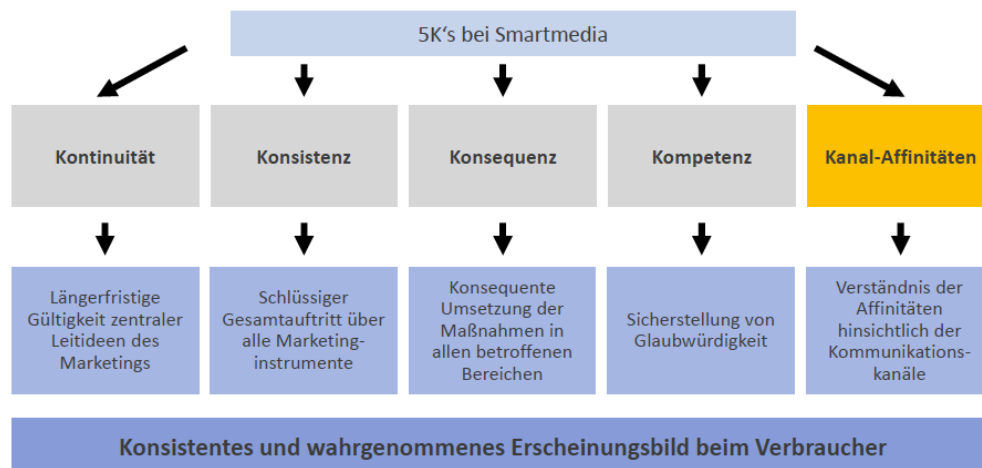 5K‘s bei Smartmedia
Kontinuität
Konsistenz
Konsequenz
Kompetenz
Kanal-Affinitäten
Längerfristige
Gültigkeit zentraler
Leitideen des
Marketings
Schlüssiger
Gesamtauftritt über
alle Marketing-
instrumente
Konsequente
Umsetzung der
Maßnahmen in
allen betroffenen
Bereichen
Sicherstellung von
Glaubwürdigkeit
Verständnis der
Affinitäten
hinsichtlich der
Kommunikations-
kanäle
Konsistentes und wahrgenommenes Erscheinungsbild beim Verbraucher